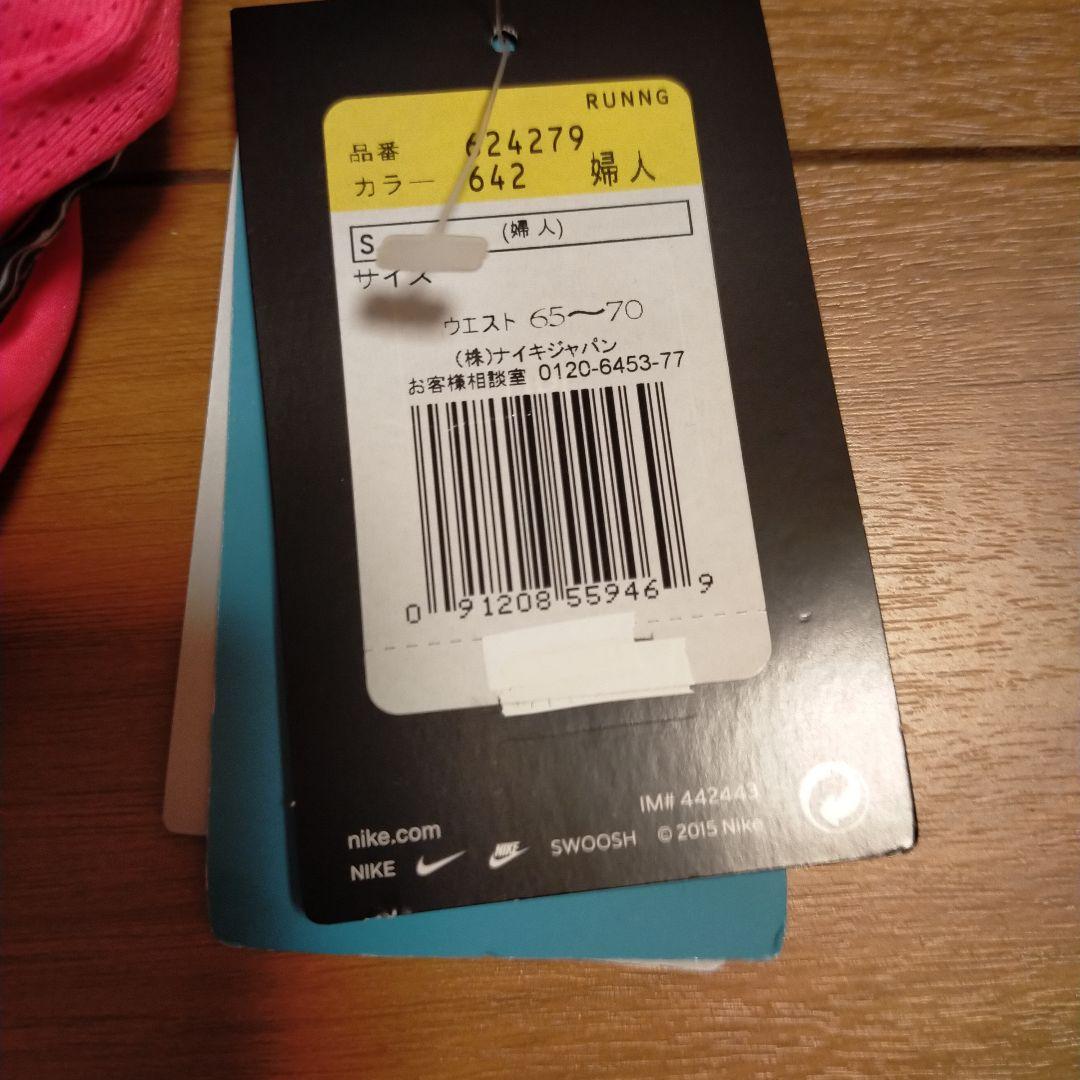 RUNNG
品番 624279
カラー 642 婦人
S (婦人)
サイズ
ウエスト 65〜70
(株)ナイキジャパン
お客様相談室 0120-6453-77
0 91208 55946 9
IM# 442443
nike.com
NIKE NIKE SWOOSH © 2015 Nike